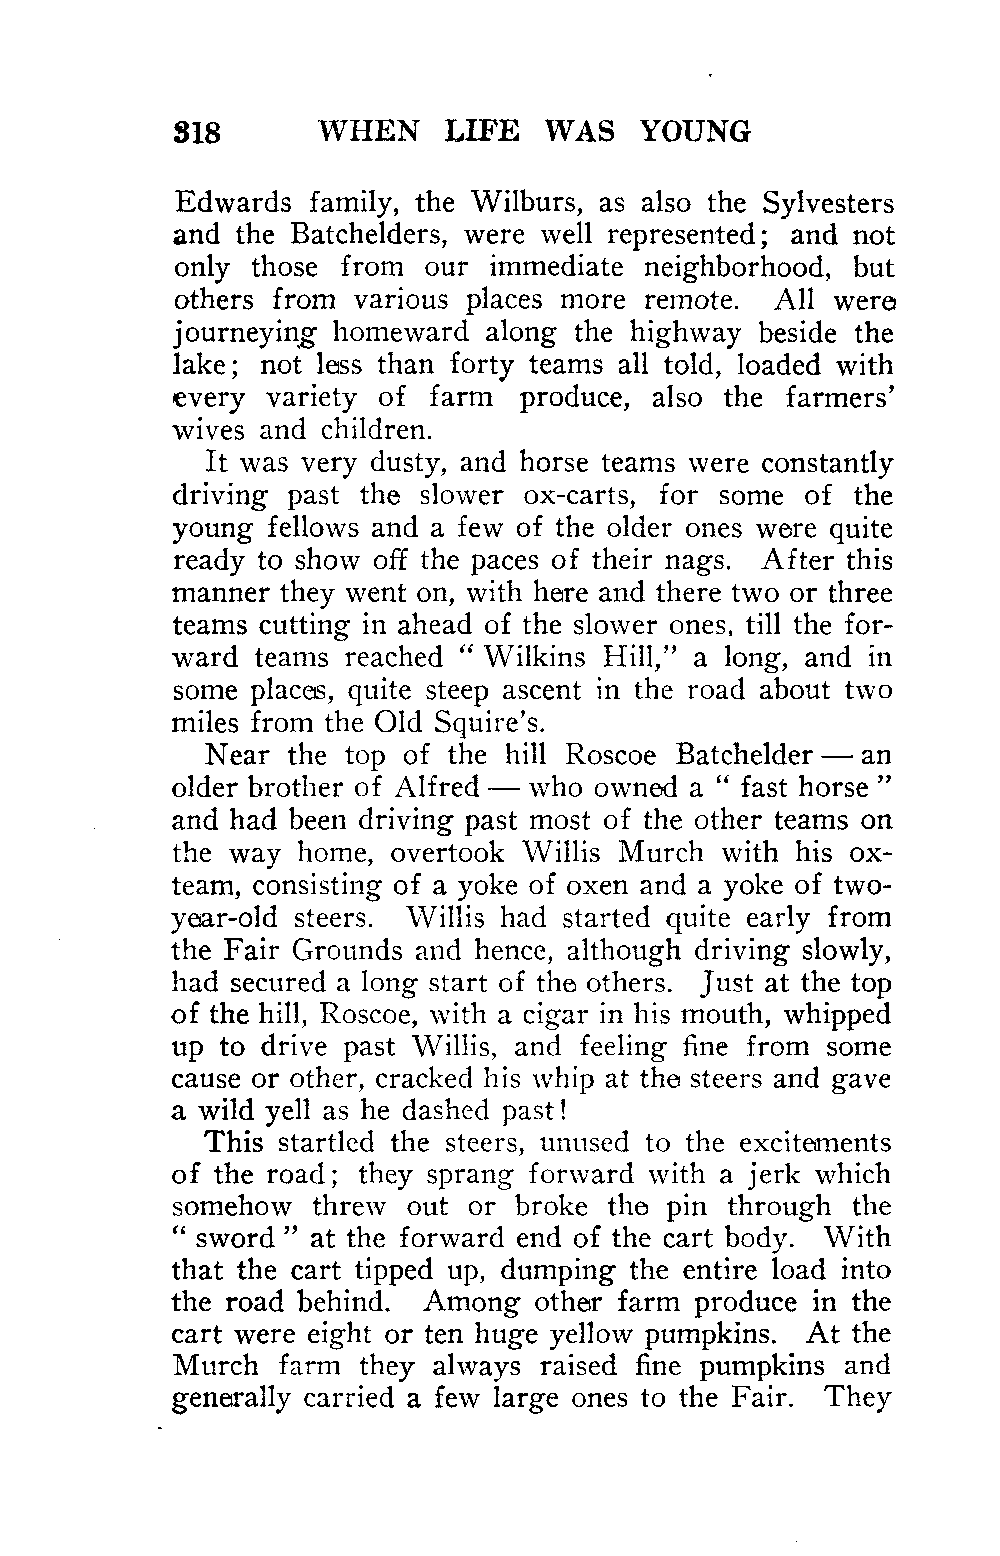 318 WHEN LIFE WAS YOUNG
Edwards family, the Wilburs, as also the Sylvesters
and the Batchelders, were well represented; and not
only those from our immediate neighborhood, but
others from various places more remote. All were
journeying homeward along the highway beside the
lake; not less than forty teams all told, loaded with
every variety of farm produce, also the farmers'
wives and children.
It was very dusty, and horse teams were constantly
driving past the slower ox-carts, for some of the
young fellows and a few of the older ones were quite
ready to show off the paces of their nags. After this
manner they went on, with here and there two or three
teams cutting in ahead of the slower ones, till the for-
ward teams reached " Wilkins Hill," a long, and in
some places, quite steep ascent in the road about two
miles from the Old Squire's.
Near the top of the hill Roscoe Batchelder — an
older brother of Alfred — who owned a " fast horse "
and had been driving past most of the other teams on
the way home, overtook Willis Murch with his ox-
team, consisting of a yoke of oxen and a yoke of two-
year-old steers. Willis had started quite early from
the Fair Grounds and hence, although driving slowly,
had secured a long start of the others. Just at the top
of the hill, Roscoe, with a cigar in his mouth, whipped
up to drive past Willis, and feeling fine from some
cause or other, cracked his whip at the steers and gave
a wild yell as he dashed past!
This startled the steers, unused to the excitements
of the road; they sprang forward with a jerk which
somehow threw out or broke the pin through the
" sword " at the forward end of the cart body. With
that the cart tipped up, dumping the entire load into
the road behind. Among other farm produce in the
cart were eight or ten huge yellow pumpkins. At the
Murch farm they always raised fine pumpkins and
generally carried a few large ones to the Fair. They